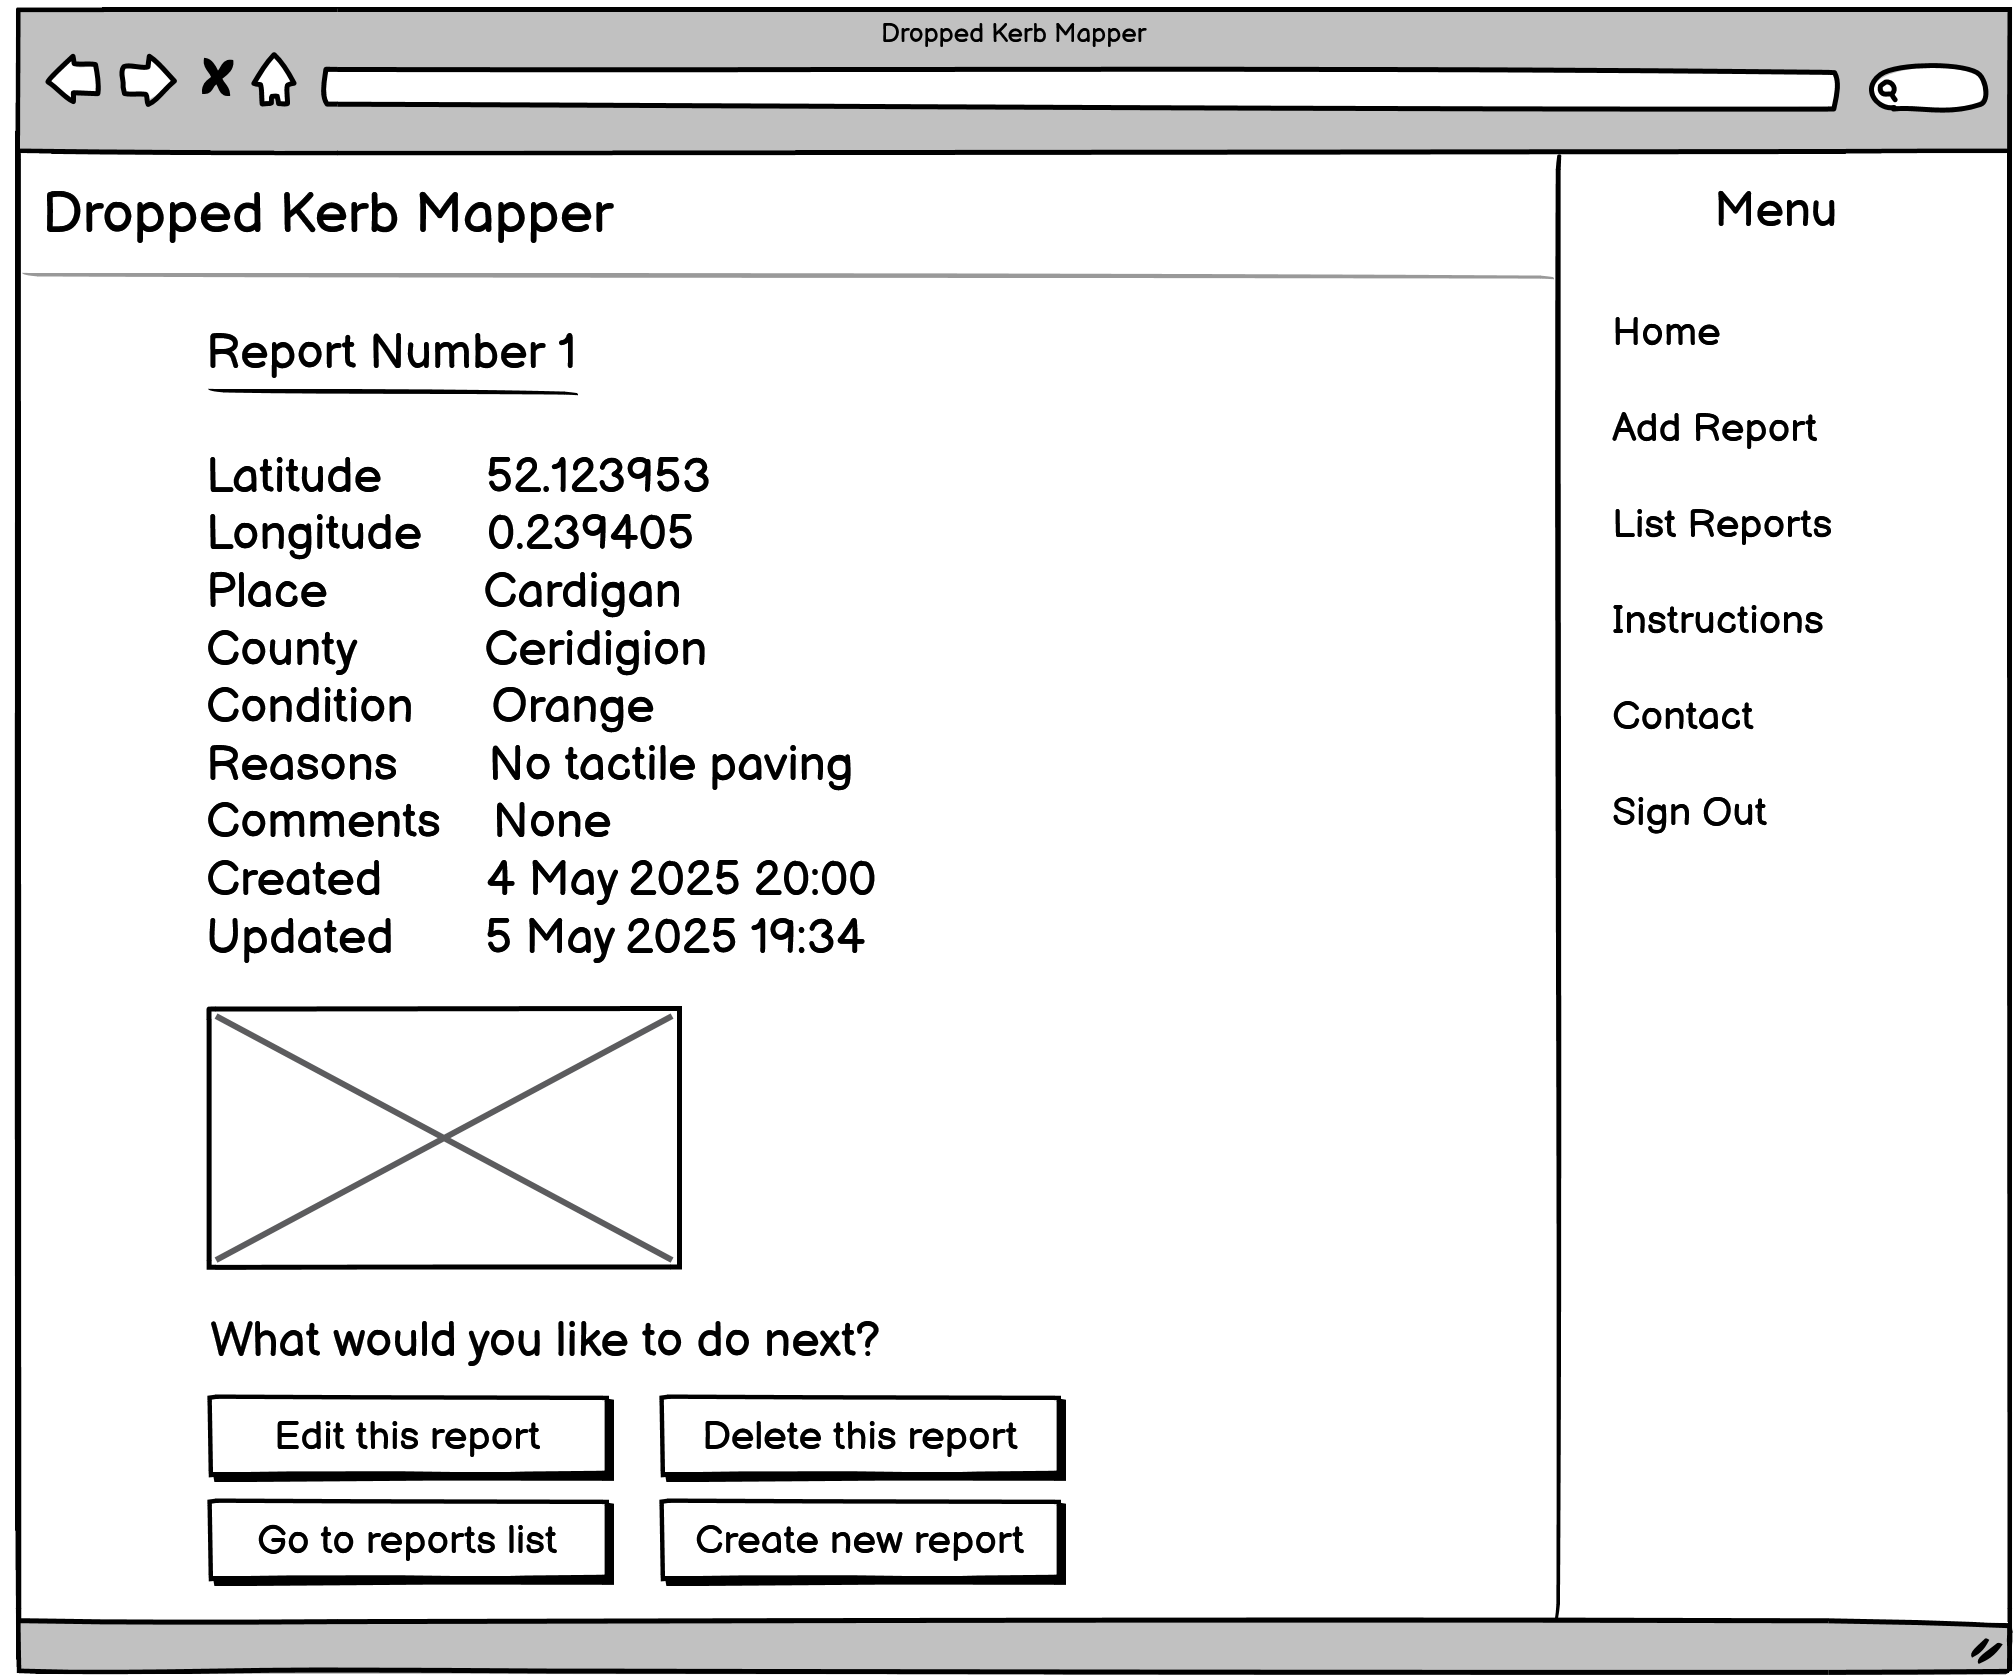 Dropped Kerb Mapper
Dropped Kerb Mapper
Menu
Report Number 1
Latitude 52.123953
Longitude 0.239405
Place Cardigan
County Ceridigion
Condition Orange
Reasons No tactile paving
Comments None
Created 4 May 2025 20:00
Updated 5 May 2025 19:34
What would you like to do next?
Edit this report
Delete this report
Go to reports list
Create new report
Home
Add Report
List Reports
Instructions
Contact
Sign Out